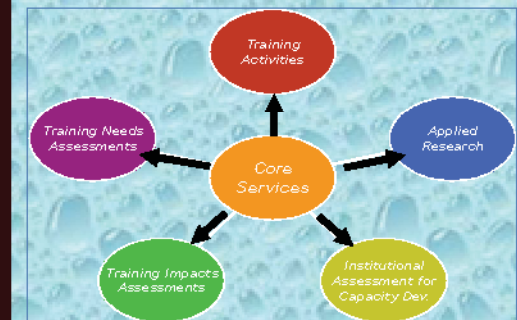 Training
Activities
Training Needs
Assessments
Applied
Research
Core
Services
Training Impacts
Assessments
Institutional
Assessment for
Capacity Dev.